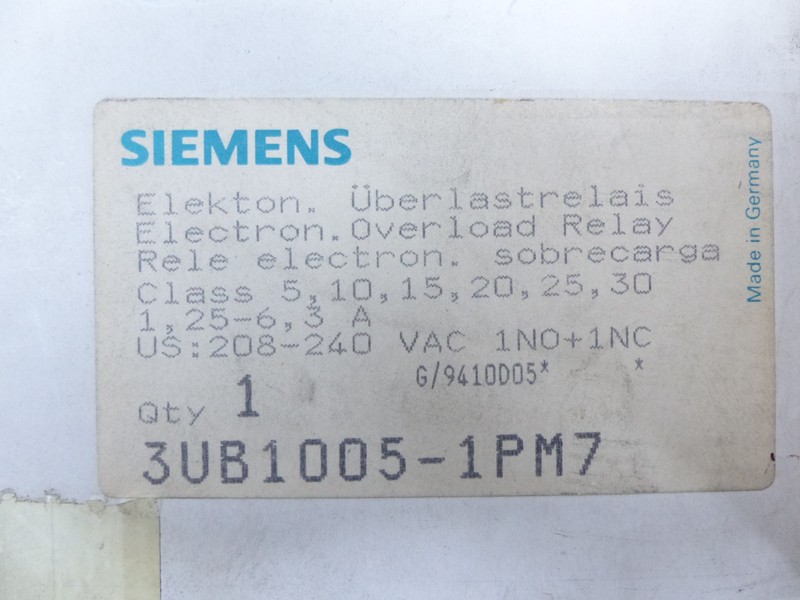 SIEMENS
Elekton. Überlastrelais
Electron.Overload Relay
Rele electron. sobrecarga
Class 5,10,15,20,25,30
1,25-6,3 A
US:208-240 VAC 1NO+1NC
G/9410D05* *
Qty 1
3UB1005-1PM7
Made in Germany